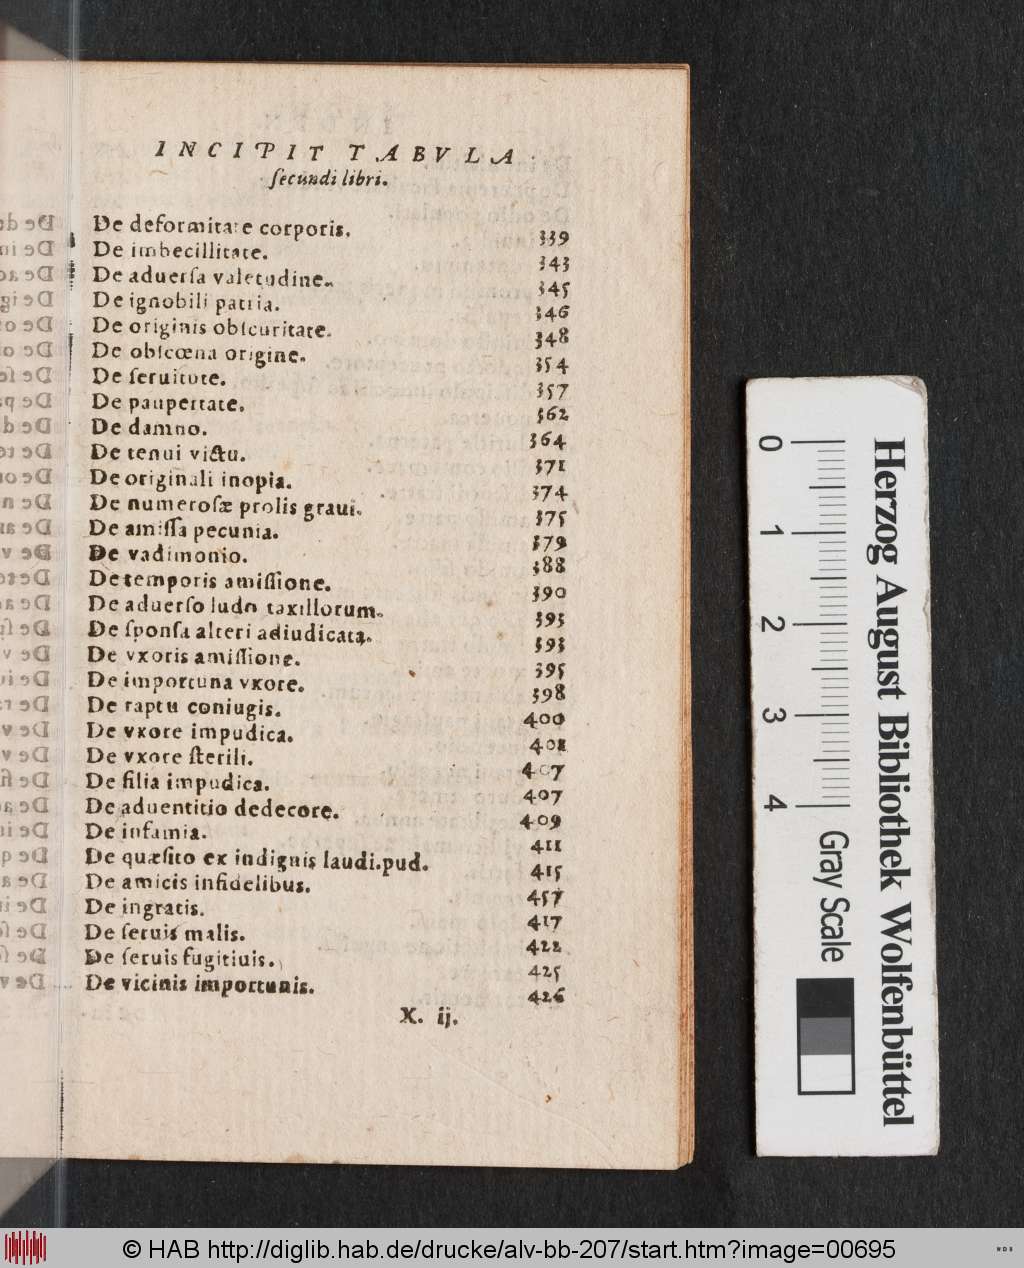 INCIPIT TABVLA
ſecundi libri.
De deformitate corporis. 339
De imbecillitate. 343
De aduerſa valetudine. 345
De ignobili patria. 346
De originis obſcuritate. 348
De obſcœna origine. 354
De ſeruitute. 357
De paupertate. 362
De damno. 364
De tenui victu. 371
De originali inopia. 374
De numeroſæ prolis graui. 375
De amiſſa pecunia. 379
De vadimonio. 388
De temporis amiſſione. 390
De aduerſo ludo taxillorum. 393
De ſponſa alteri adiudicata. 393
De vxoris amiſſione. 395
De importuna vxore. 398
De raptu coniugis. 400
De vxore impudica. 401
De vxore ſterili. 407
De filia impudica. 407
De aduentitio dedecore. 409
De infamia. 411
De quæſito ex indignis laudi.pud. 415
De amicis infidelibus. 457
De ingratis. 417
De ſeruis malis. 422
De ſeruis fugitiuis. 425
De vicinis importunis. 426
X. ij.
Herzog August Bibliothek Wolfenbüttel
0 1 2 3 4
Gray Scale
© HAB http://diglib.hab.de/drucke/alv-bb-207/start.htm?image=00695